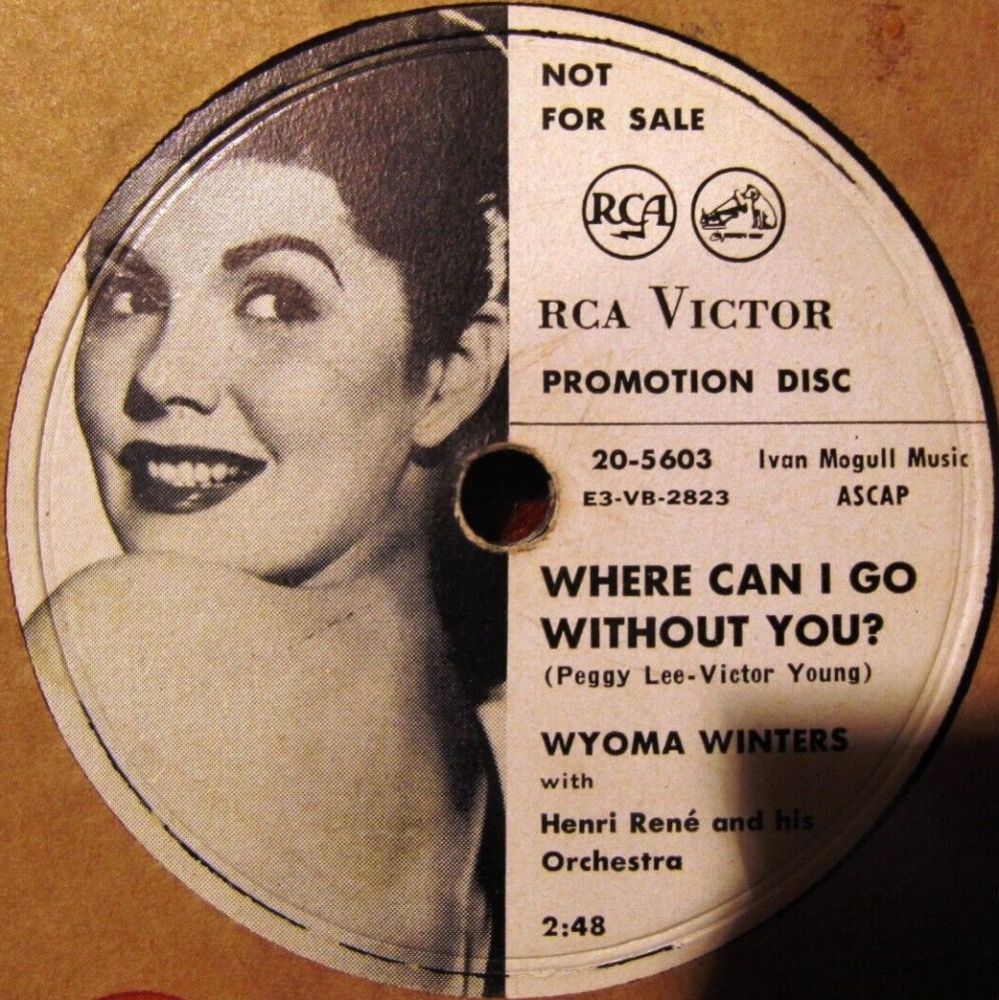 NOT
FOR SALE
RCA
RCA VICTOR
PROMOTION DISC
20-5603 Ivan Mogull Music
E3-VB-2823 ASCAP
WHERE CAN I GO
WITHOUT YOU?
(Peggy Lee-Victor Young)
WYOMA WINTERS
with
Henri René and his
Orchestra
2:48